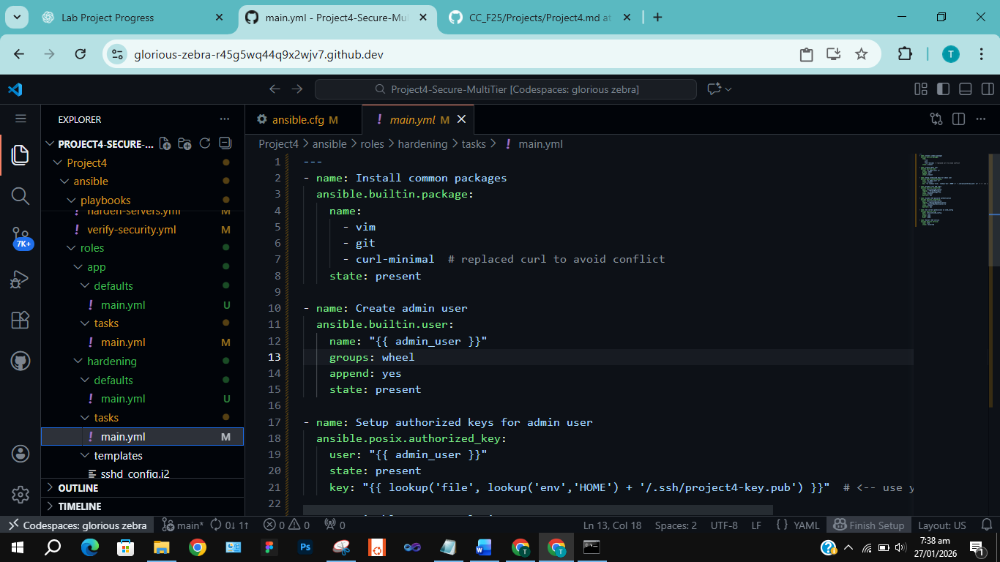 Lab Project Progress
main.yml - Project4-Secure-Mul
CC_F25/Projects/Project4.md at
glorious-zebra-r45g5wq44q9x2wjv7.github.dev
T
Project4-Secure-MultiTier [Codespaces: glorious zebra]
EXPLORER
ansible.cfg M
! main.yml M
PROJECT4-SECURE-...
Project4 > ansible > roles > hardening > tasks > ! main.yml
Project4
ansible
playbooks
! harden-servers.yml M
! verify-security.yml M
roles
app
defaults
! main.yml U
tasks
! main.yml M
hardening
defaults
! main.yml U
tasks
! main.yml M
templates
sshd_config.j2
OUTLINE
TIMELINE
7K+
1 ---
2 - name: Install common packages
3 ansible.builtin.package:
4 name:
5 - vim
6 - git
7 - curl-minimal # replaced curl to avoid conflict
8 state: present
9
10 - name: Create admin user
11 ansible.builtin.user:
12 name: "{{ admin_user }}"
13 groups: wheel
14 append: yes
15 state: present
16
17 - name: Setup authorized keys for admin user
18 ansible.posix.authorized_key:
19 user: "{{ admin_user }}"
20 state: present
21 key: "{{ lookup('file', lookup('env','HOME') + '/.ssh/project4-key.pub') }}" # <-- use y
22
Codespaces: glorious zebra main* 0↓ 1↑ 0 0 0 Ln 13, Col 18 Spaces: 2 UTF-8 LF {} YAML Finish Setup Layout: US
Ps
7:38 am
27/01/2026
1